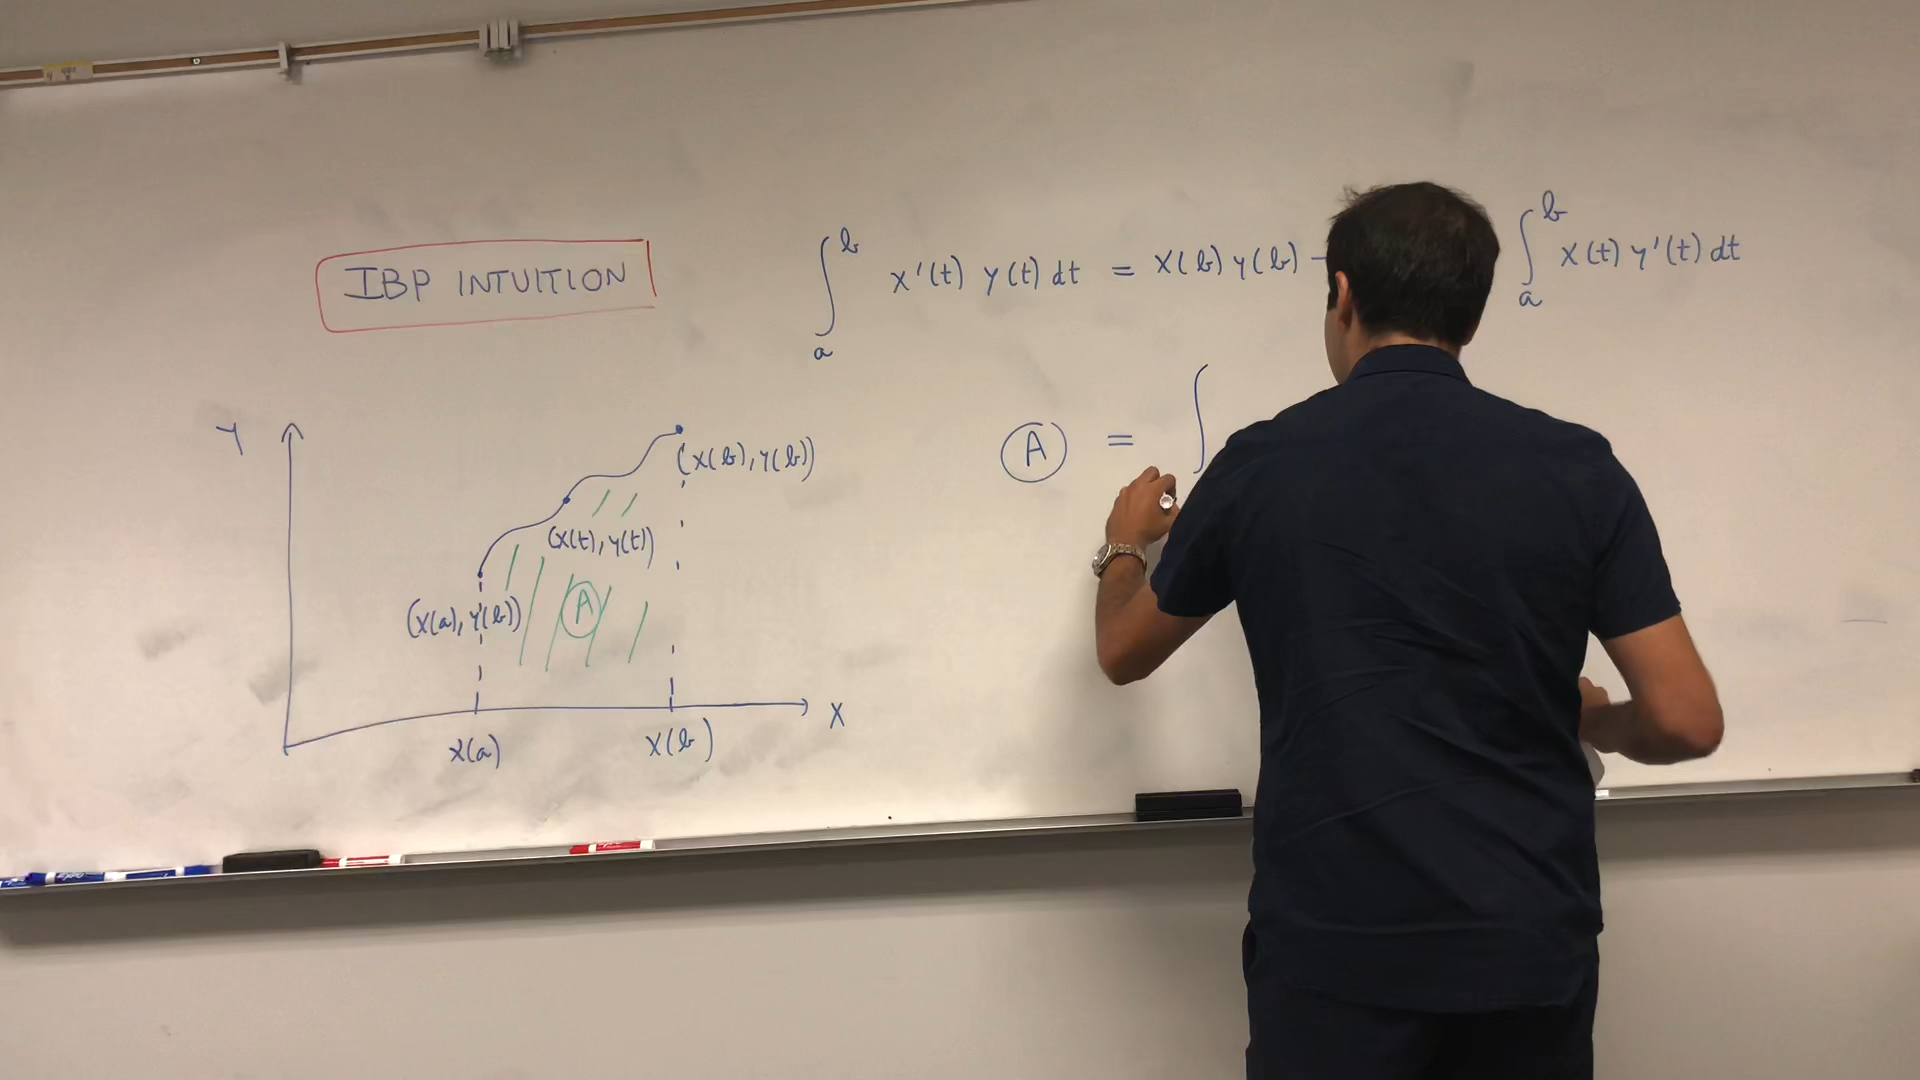 IBP INTUITION
∫ₐᵇ x'(t) y(t) dt = x(b) y(b) - ∫ₐᵇ x(t) y'(t) dt
A = ∫
Y
(x(b), y(b))
(x(t), y(t))
A
(x(a), y(b))
X
x(a)
x(b)